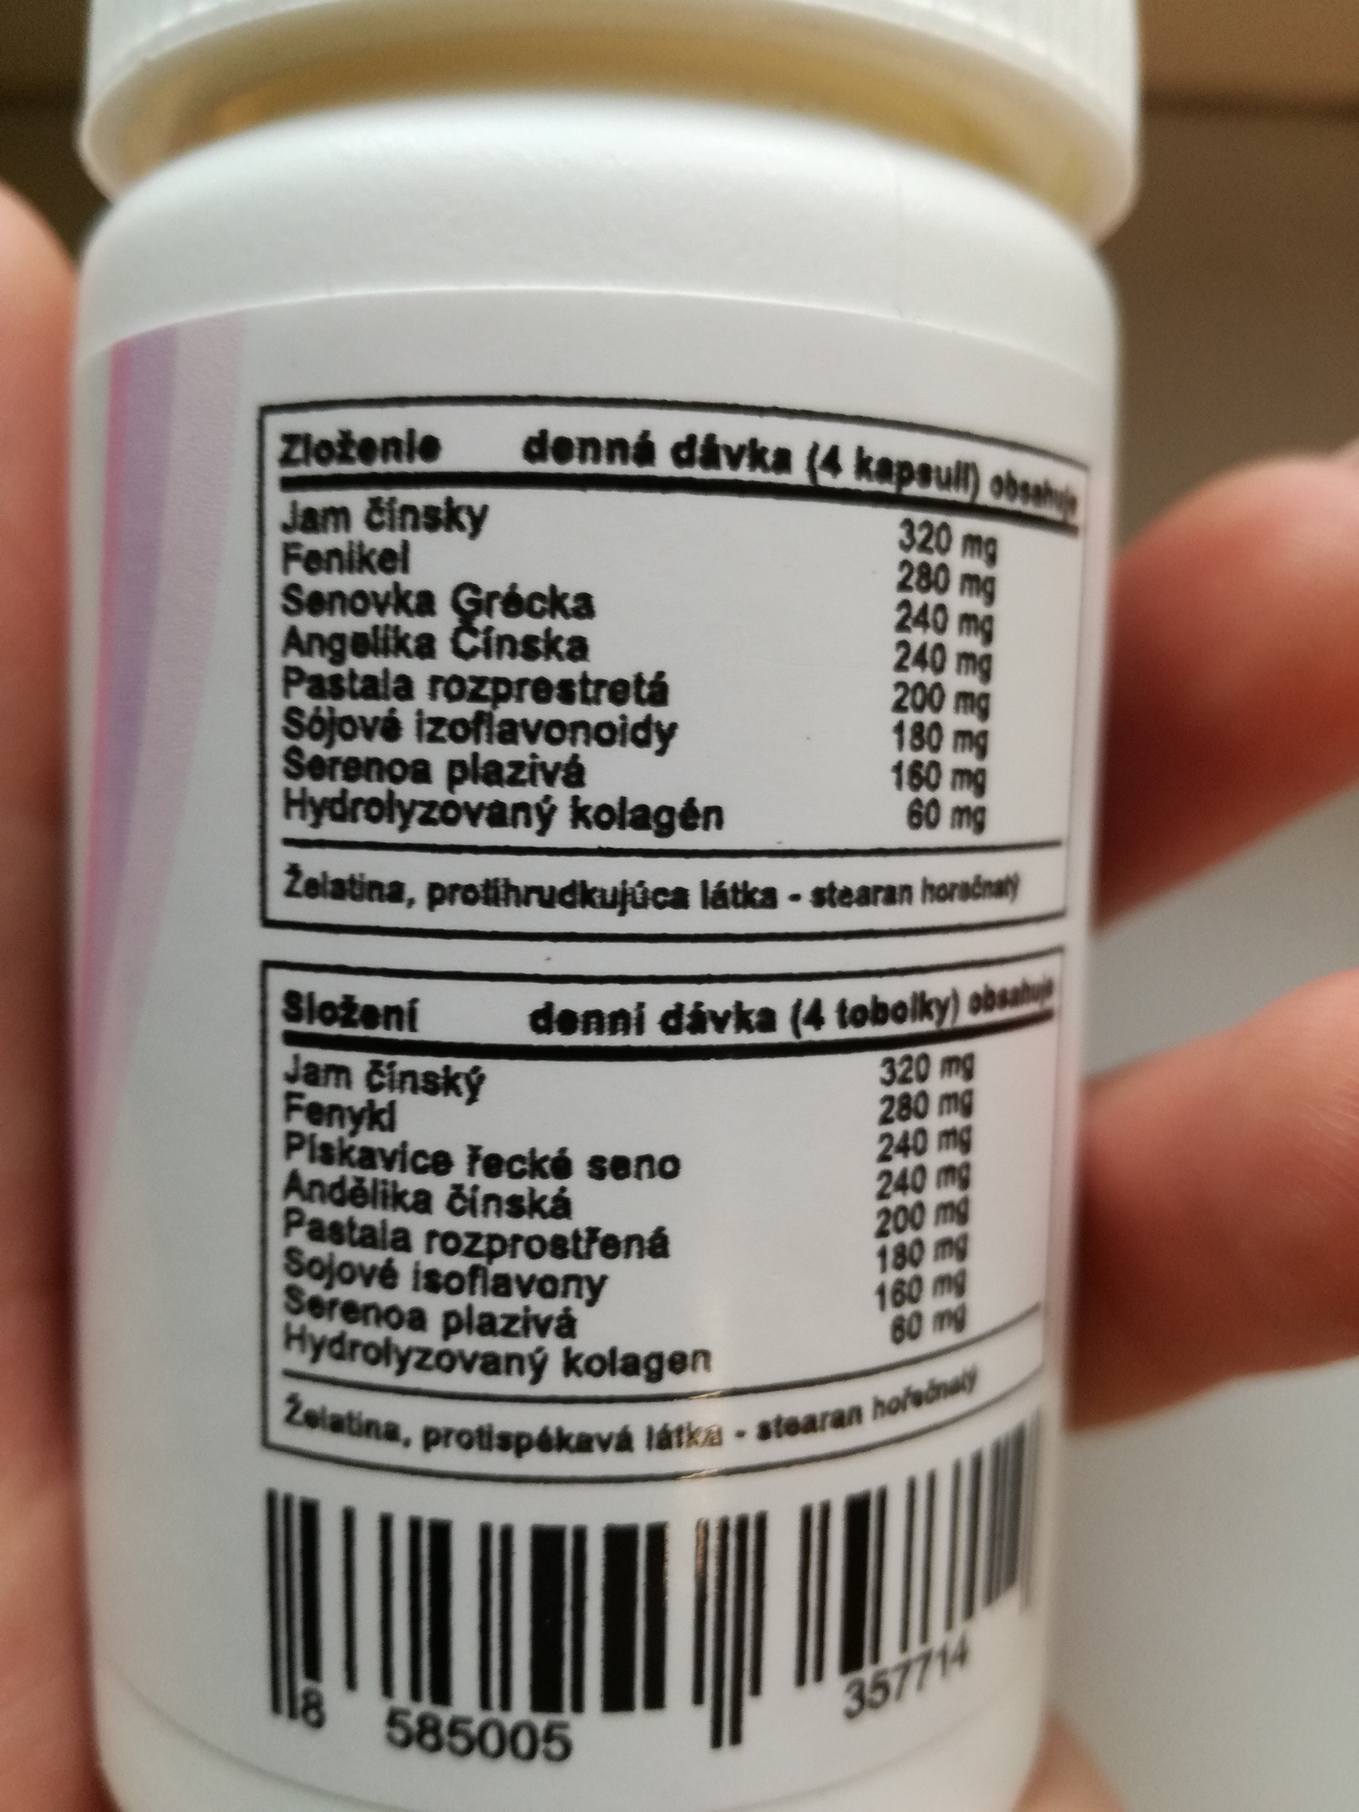 Zloženie denná dávka (4 kapsulí) obsahuje
Jam čínsky 320 mg
Fenikel 280 mg
Senovka Grécka 240 mg
Angelika Čínska 240 mg
Pastala rozprestretá 200 mg
Sójové izoflavonoidy 180 mg
Serenoa plazivá 160 mg
Hydrolyzovaný kolagén 60 mg
Želatina, protihrudkujúca látka - stearan horečnatý
Složení denní dávka (4 tobolky) obsahuje
Jam čínský 320 mg
Fenykl 280 mg
Pískavice řecké seno 240 mg
Andělika čínská 240 mg
Pastala rozprostřená 200 mg
Sojové isoflavony 180 mg
Serenoa plazivá 160 mg
Hydrolyzovaný kolagen 60 mg
Želatina, protispékavá látka - stearan hořečnatý
8 585005 357714